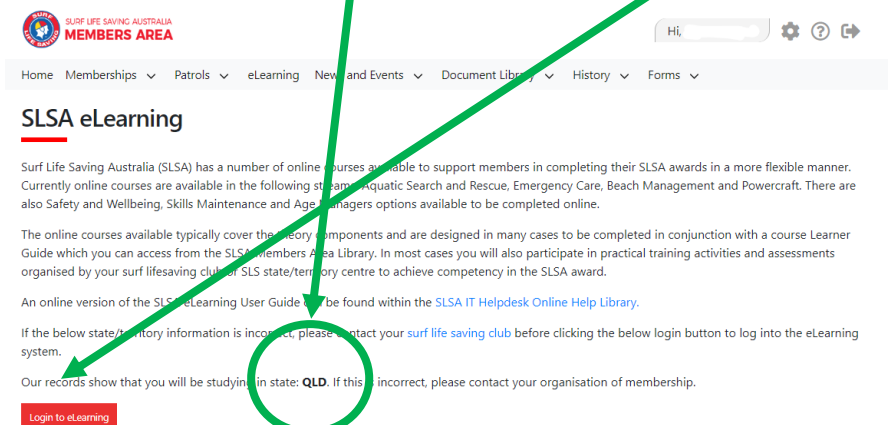 SURF LIFE SAVING AUSTRALIA
MEMBERS AREA
Hi,
Home Memberships Patrols eLearning News and Events Document Library History Forms
SLSA eLearning
Surf Life Saving Australia (SLSA) has a number of online courses available to support members in completing their SLSA awards in a more flexible manner.
Currently online courses are available in the following streams: Aquatic Search and Rescue, Emergency Care, Beach Management and Powercraft. There are
also Safety and Wellbeing, Skills Maintenance and Age Managers options available to be completed online.
The online courses available typically cover the theory components and are designed in many cases to be completed in conjunction with a course Learner
Guide which you can access from the SLSA Members Area Library. In most cases you will also participate in practical training activities and assessments
organised by your surf lifesaving club or SLS state/territory centre to achieve competency in the SLSA award.
An online version of the SLSA eLearning User Guide can be found within the SLSA IT Helpdesk Online Help Library.
If the below state/territory information is incorrect, please contact your surf life saving club before clicking the below login button to log into the eLearning
system.
Our records show that you will be studying in state: QLD. If this is incorrect, please contact your organisation of membership.
Login to eLearning